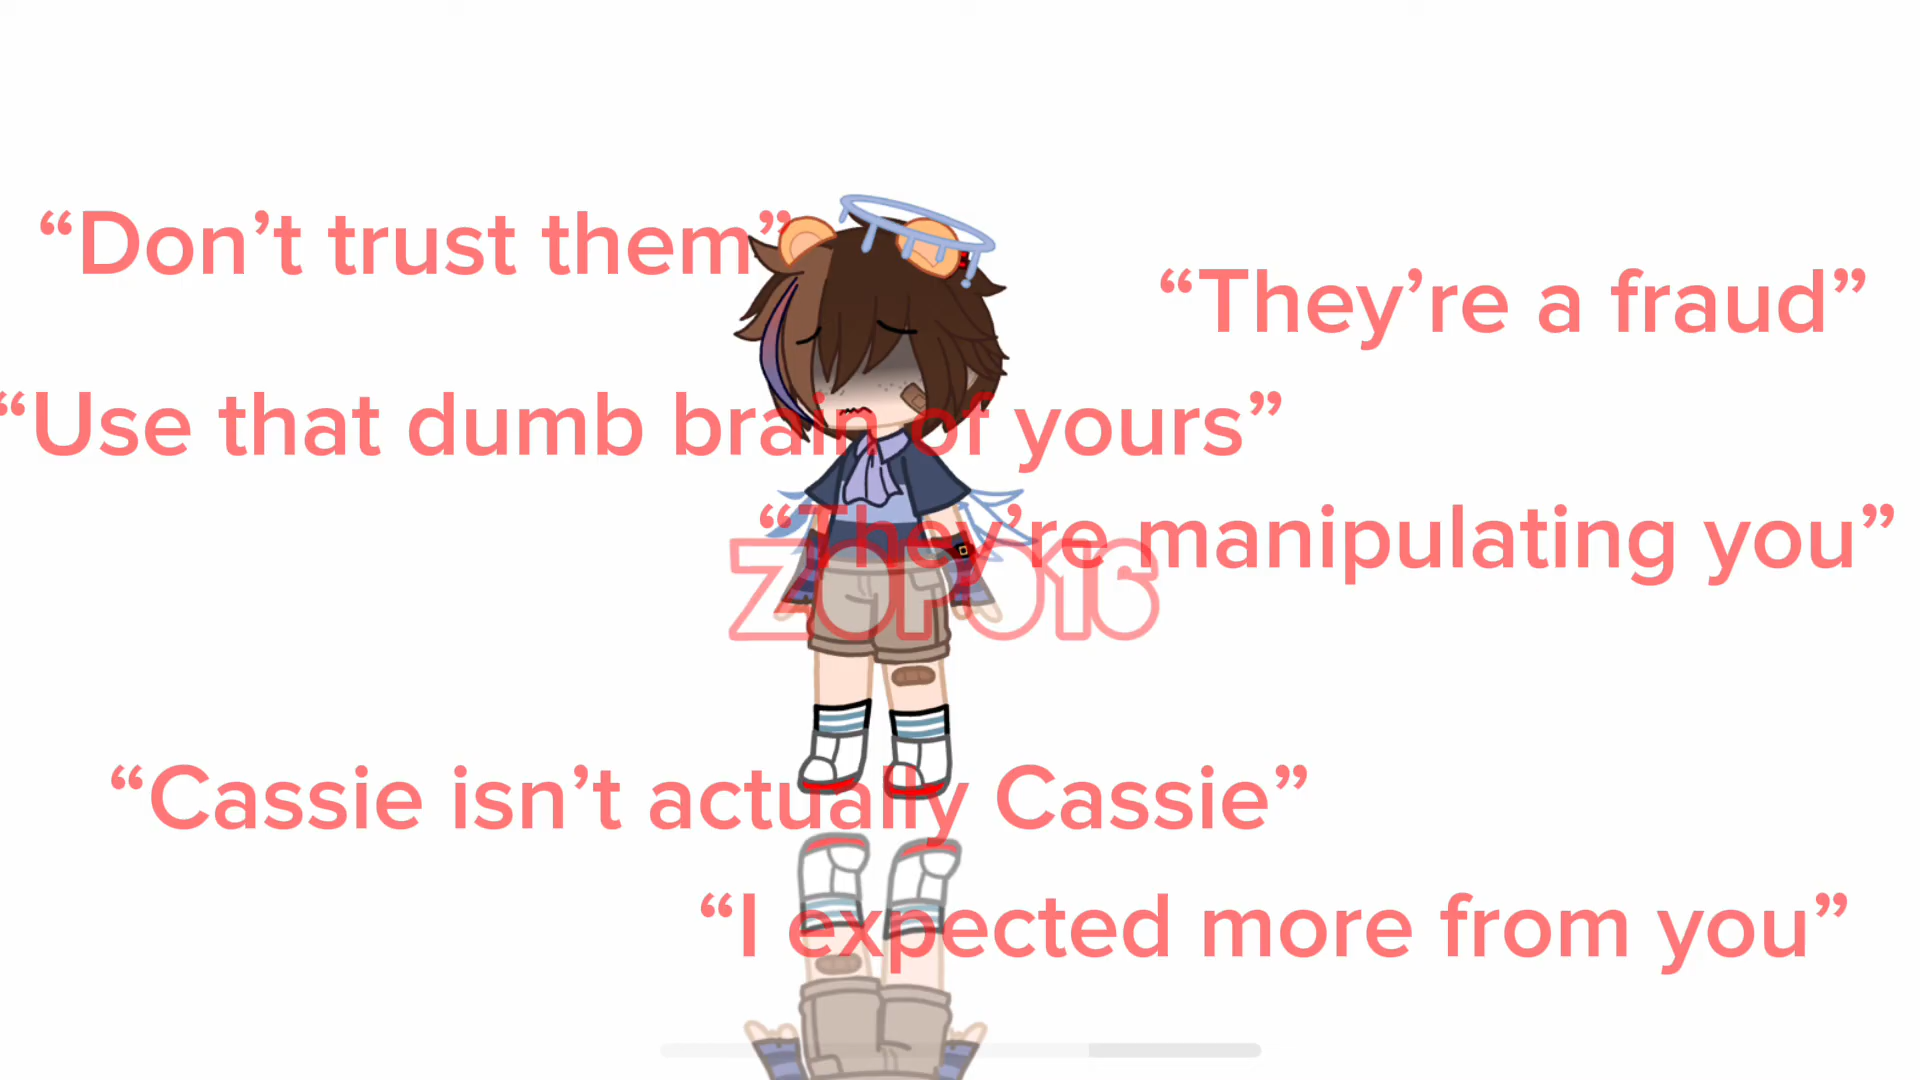 “Don’t trust them”
“They’re a fraud”
“Use that dumb brain of yours”
“They’re manipulating you”
ZOPO16
“Cassie isn’t actually Cassie”
“I expected more from you”